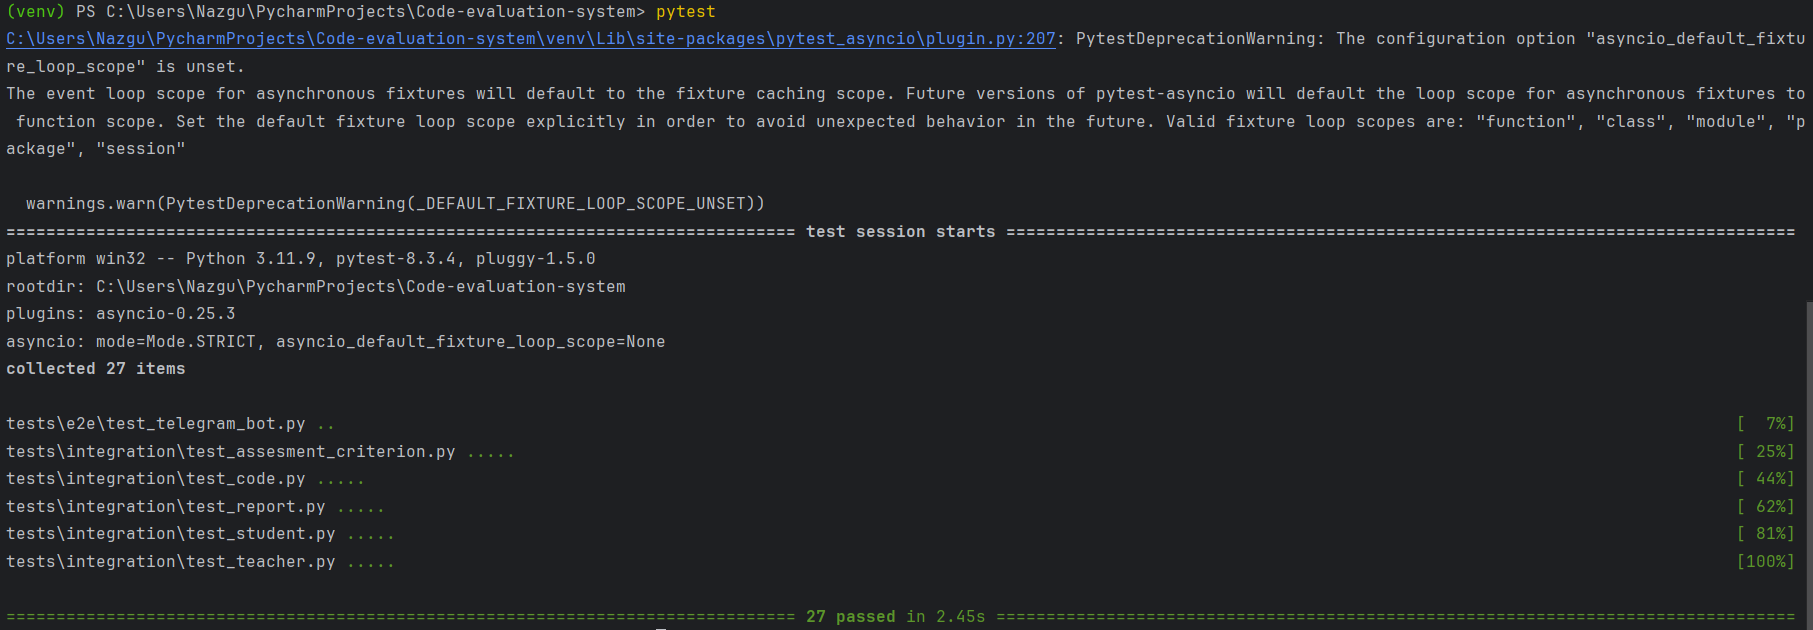 (venv) PS C:\Users\Nazgu\PycharmProjects\Code-evaluation-system> pytest
C:\Users\Nazgu\PycharmProjects\Code-evaluation-system\venv\Lib\site-packages\pytest_asyncio\plugin.py:207: PytestDeprecationWarning: The configuration option "asyncio_default_fixtu
re_loop_scope" is unset.
The event loop scope for asynchronous fixtures will default to the fixture caching scope. Future versions of pytest-asyncio will default the loop scope for asynchronous fixtures to
 function scope. Set the default fixture loop scope explicitly in order to avoid unexpected behavior in the future. Valid fixture loop scopes are: "function", "class", "module", "p
ackage", "session"
  warnings.warn(PytestDeprecationWarning(_DEFAULT_FIXTURE_LOOP_SCOPE_UNSET))
=============================================================================== test session starts ===============================================================================
platform win32 -- Python 3.11.9, pytest-8.3.4, pluggy-1.5.0
rootdir: C:\Users\Nazgu\PycharmProjects\Code-evaluation-system
plugins: asyncio-0.25.3
asyncio: mode=Mode.STRICT, asyncio_default_fixture_loop_scope=None
collected 27 items
tests\e2e\test_telegram_bot.py .. [  7%]
tests\integration\test_assesment_criterion.py ..... [ 25%]
tests\integration\test_code.py ..... [ 44%]
tests\integration\test_report.py ..... [ 62%]
tests\integration\test_student.py ..... [ 81%]
tests\integration\test_teacher.py ..... [100%]
=============================================================================== 27 passed in 2.45s ================================================================================